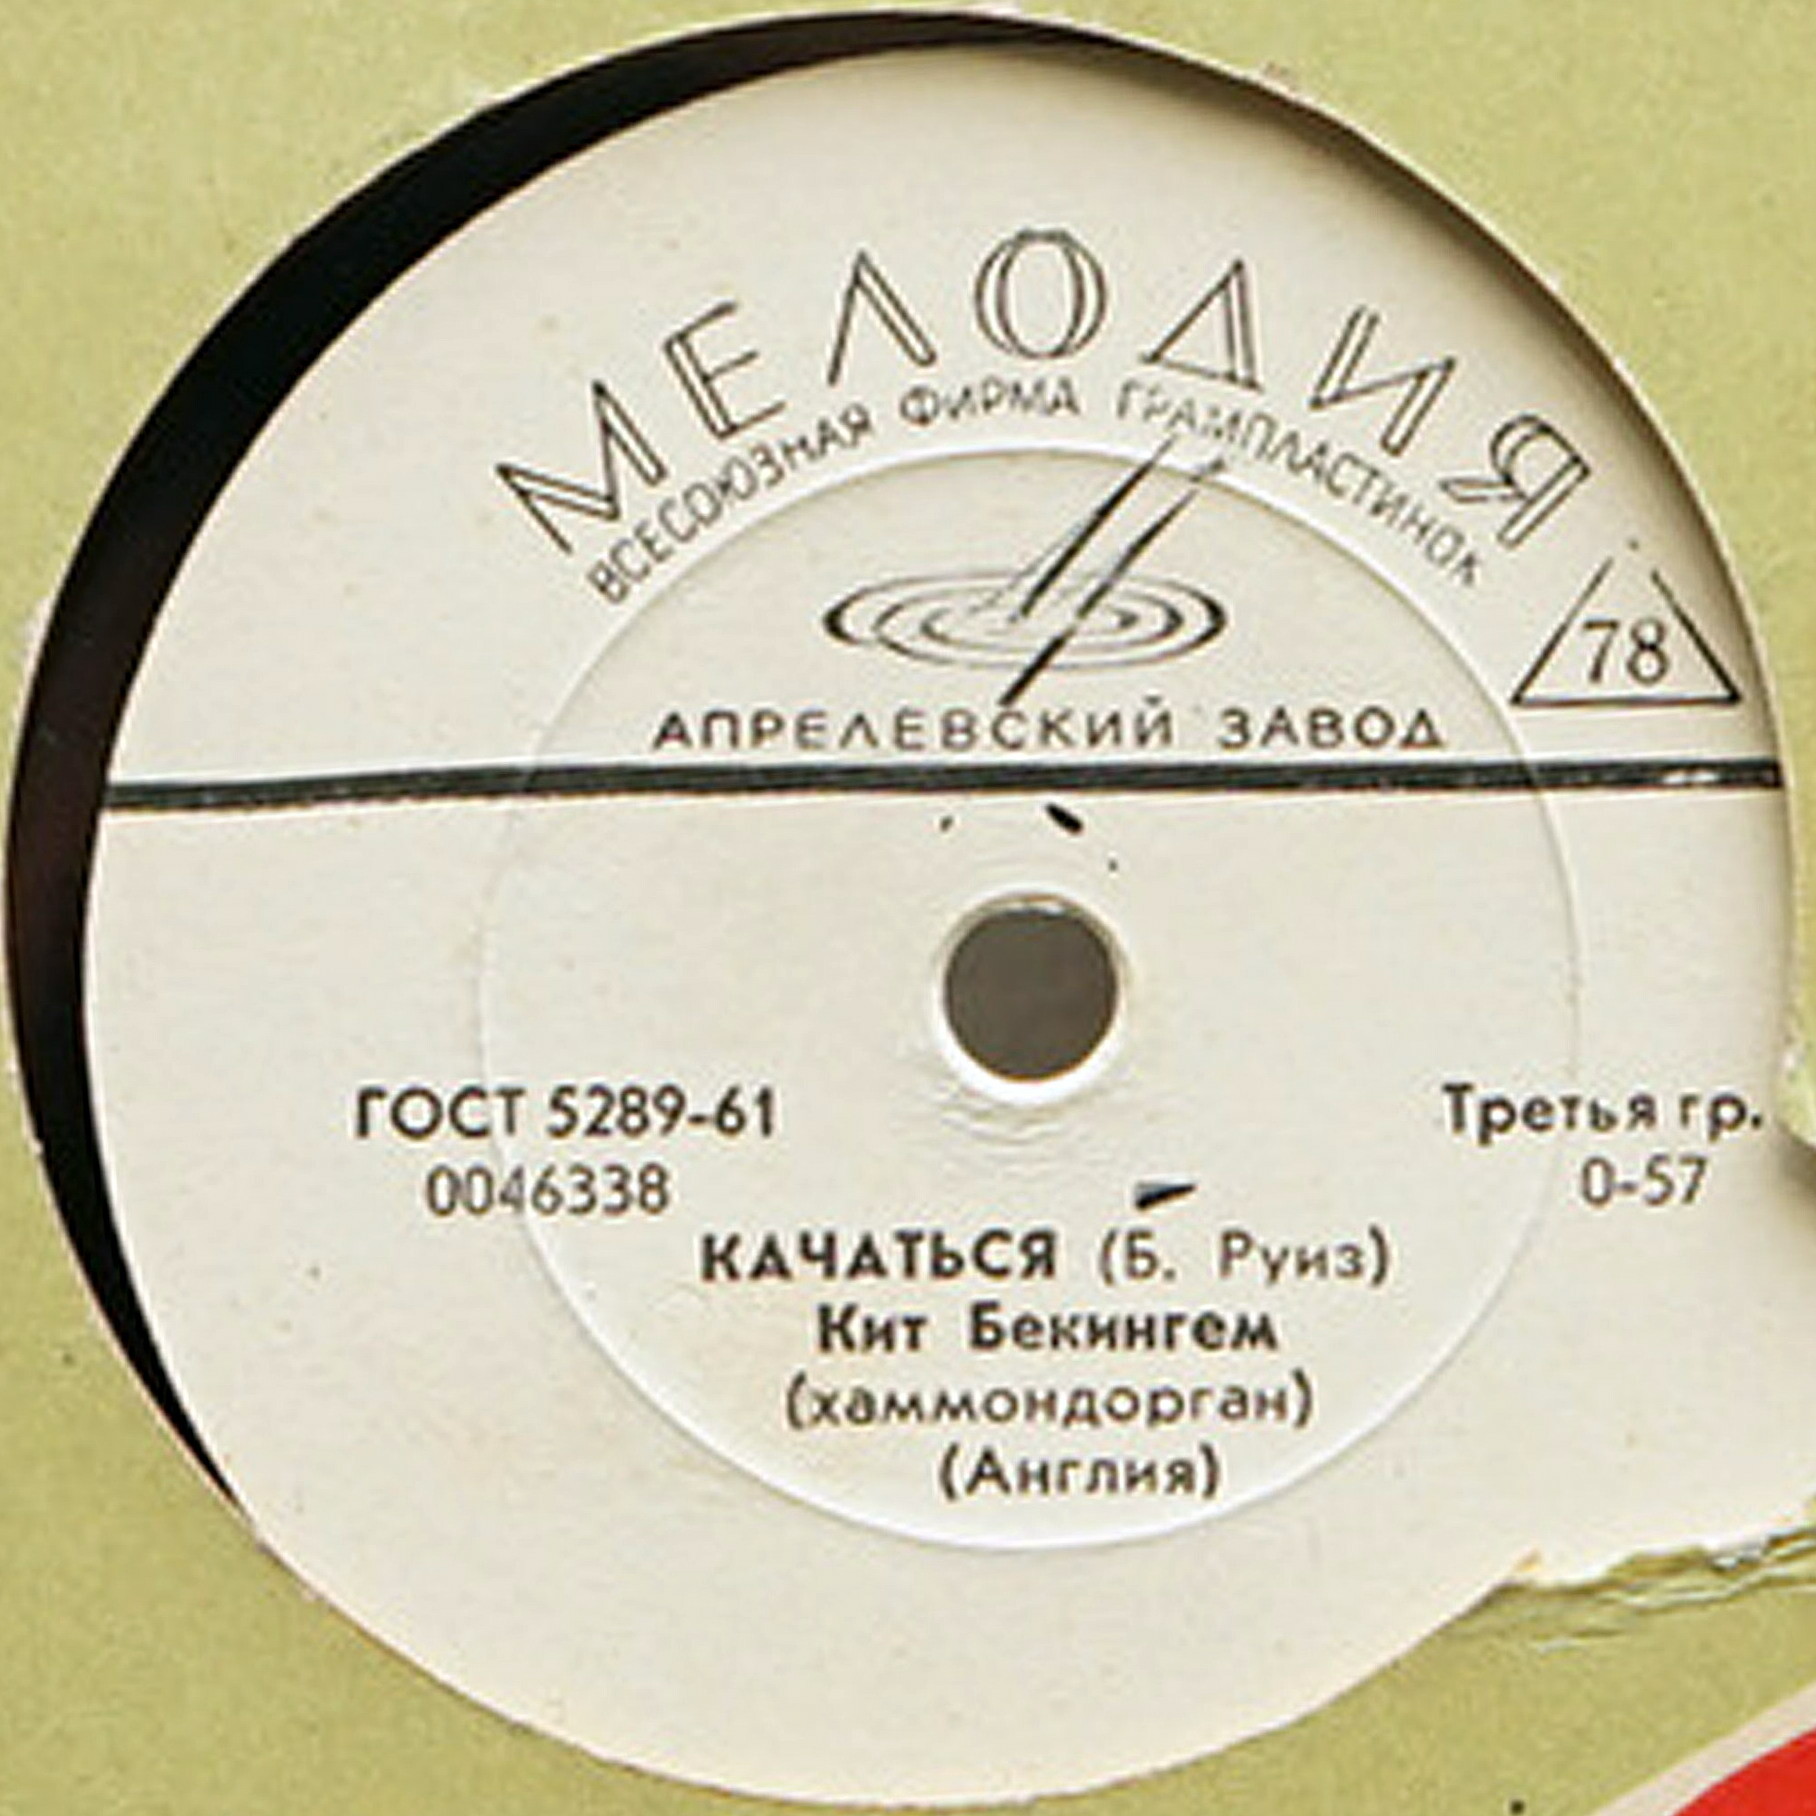 МЕЛОДИЯ
ВСЕСОЮЗНАЯ ФИРМА ГРАМПЛАСТИНОК
78
АПРЕЛЕВСКИЙ ЗАВОД
ГОСТ 5289-61
0046338
Третья гр.
0-57
КАЧАТЬСЯ (Б. Руиз)
Кит Бекингем
(хаммондорган)
(Англия)